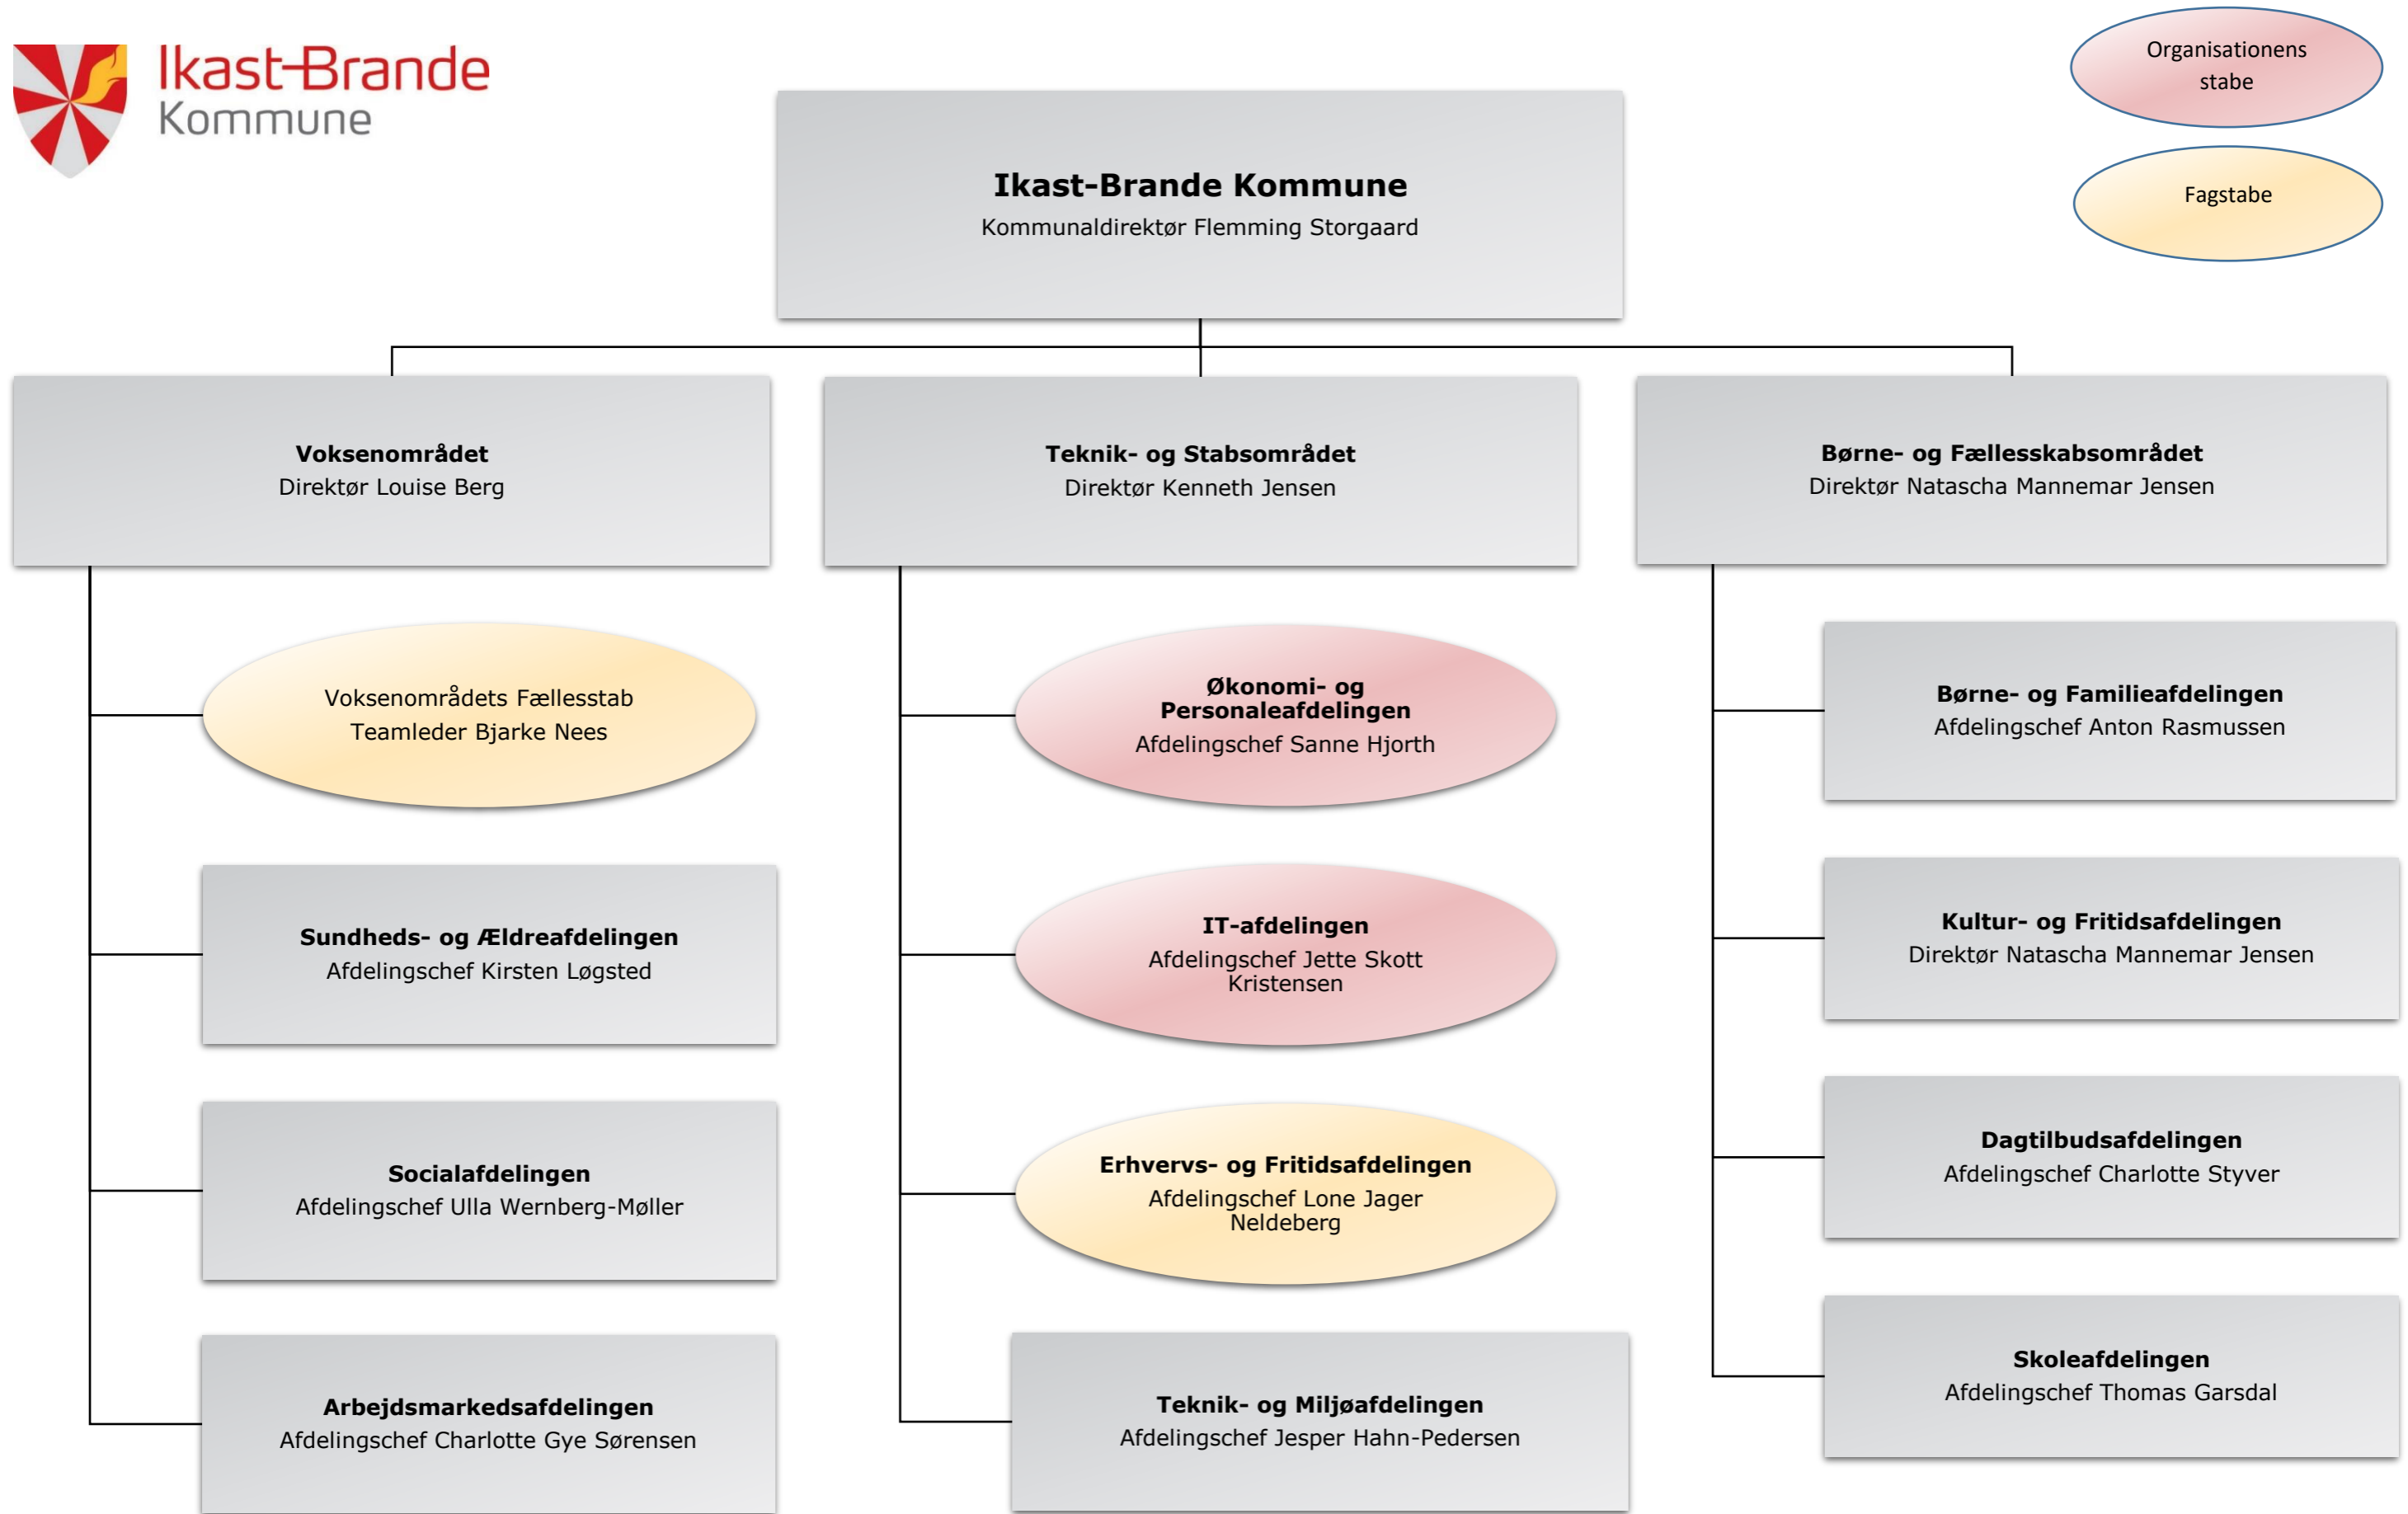 Ikast-Brande
Kommune
Organisationens
stabe
Fagstabe
Ikast-Brande Kommune
Kommunaldirektør Flemming Storgaard
Voksenområdet
Direktør Louise Berg
Voksenområdets Fællesstab
Teamleder Bjarke Nees
Sundheds- og Ældreafdelingen
Afdelingschef Kirsten Løgsted
Socialafdelingen
Afdelingschef Ulla Wernberg-Møller
Arbejdsmarkedsafdelingen
Afdelingschef Charlotte Gye Sørensen
Teknik- og Stabsområdet
Direktør Kenneth Jensen
Økonomi- og
Personaleafdelingen
Afdelingschef Sanne Hjorth
IT-afdelingen
Afdelingschef Jette Skott
Kristensen
Erhvervs- og Fritidsafdelingen
Afdelingschef Lone Jager
Neldeberg
Teknik- og Miljøafdelingen
Afdelingschef Jesper Hahn-Pedersen
Børne- og Fællesskabsområdet
Direktør Natascha Mannemar Jensen
Børne- og Familieafdelingen
Afdelingschef Anton Rasmussen
Kultur- og Fritidsafdelingen
Direktør Natascha Mannemar Jensen
Dagtilbudsafdelingen
Afdelingschef Charlotte Styver
Skoleafdelingen
Afdelingschef Thomas Garsdal